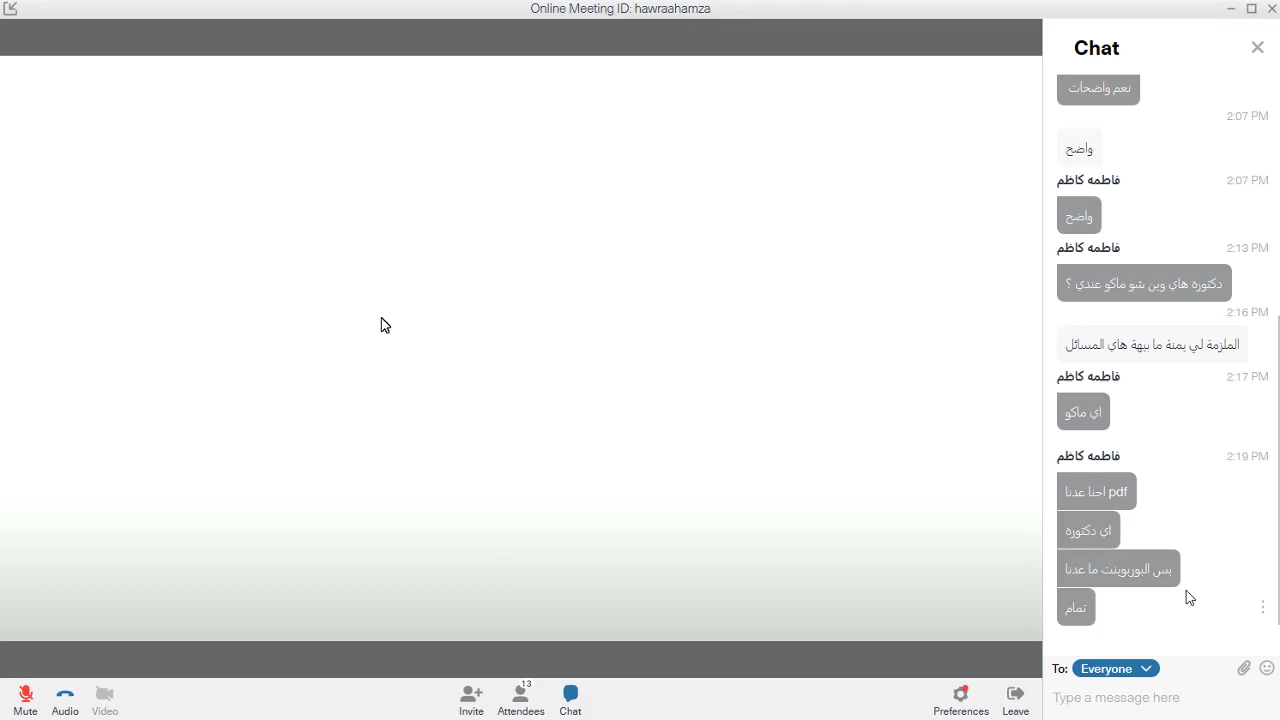 Online Meeting ID: hawraahamza
Chat
نعم واضحات
2:07 PM
واضح
فاطمه كاظم 2:07 PM
واضح
فاطمه كاظم 2:13 PM
دكتوره هاي وين شو ماكو عندي ؟
2:16 PM
الملزمة لي يمنة ما بيهة هاي المسائل
فاطمه كاظم 2:17 PM
اي ماكو
فاطمه كاظم 2:19 PM
احنا عدنا pdf
اي دكتوره
بس البوربوينت ما عدنا
تمام
To: Everyone
Type a message here
Mute Audio Video Invite 13 Attendees Chat Preferences Leave